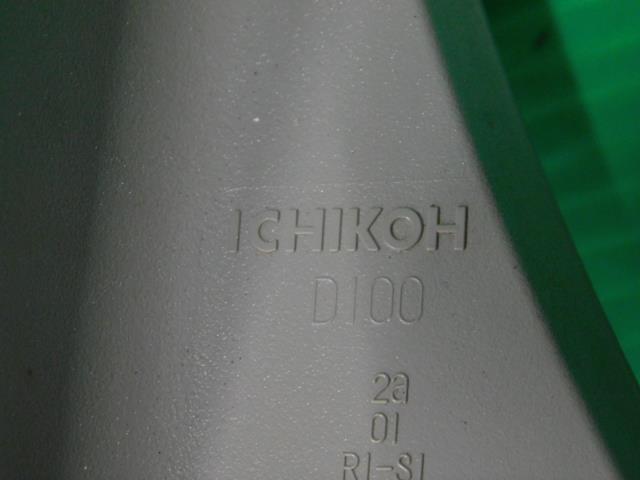 ICHIKOH
D100
2a
01
R1-S1